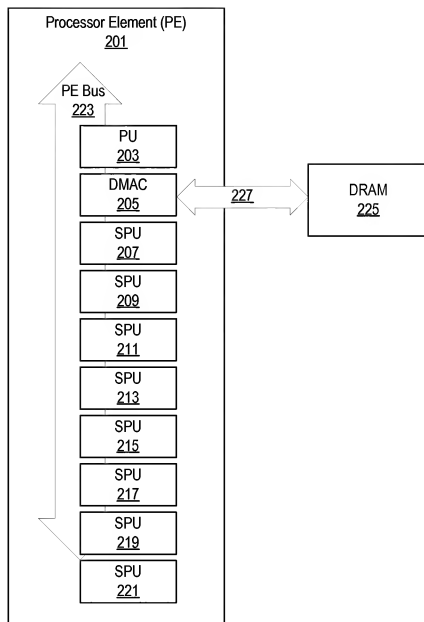 Processor Element (PE)
201
PE Bus
223
PU
203
DMAC
205
227
DRAM
225
SPU
207
SPU
209
SPU
211
SPU
213
SPU
215
SPU
217
SPU
219
SPU
221